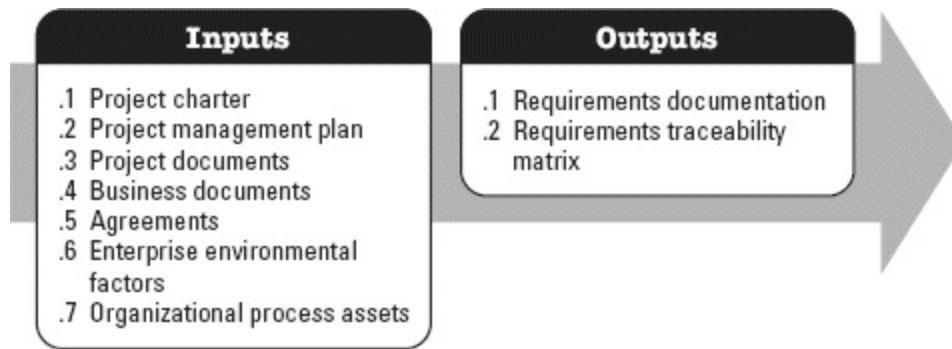 Inputs
.1 Project charter
.2 Project management plan
.3 Project documents
.4 Business documents
.5 Agreements
.6 Enterprise environmental
factors
.7 Organizational process assets
Outputs
.1 Requirements documentation
.2 Requirements traceability
matrix